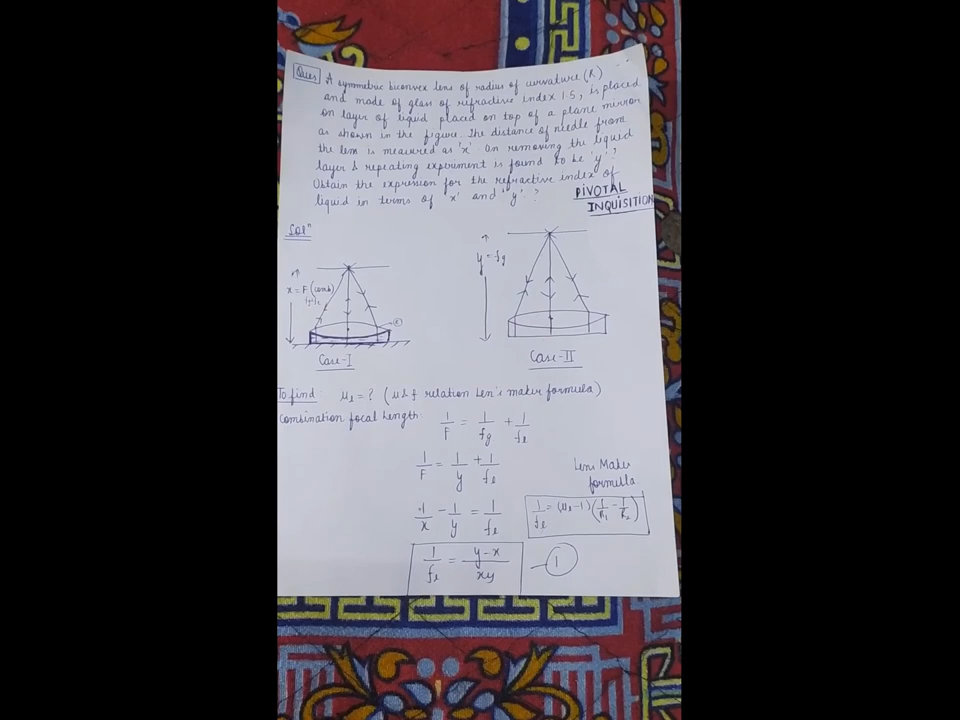 Ques A symmetric biconvex lens of radius of curvature (R)
and made of glass of refractive index 1.5, is placed
on layer of liquid placed on top of a plane mirror
as shown in the figure. The distance of needle from
the lens is measured as 'x'. On removing the liquid
layer & repeating experiment is found to be 'y'?
Obtain the expression for the refractive index of
liquid in terms of 'x' and 'y'?
PIVOTAL
INQUISITION
Solⁿ
y = fg
x = F (comb)
Case-I
Case-II
To find: μl = ? (μ & f relation Len's maker formula)
Combination focal Length:
1/F = 1/fg + 1/fl
1/F = 1/y + 1/fl
Lens Maker
formula
1/x - 1/y = 1/fl
1/fl = (μl - 1) (1/R1 - 1/R2)
1/fl = y-x/xy
1